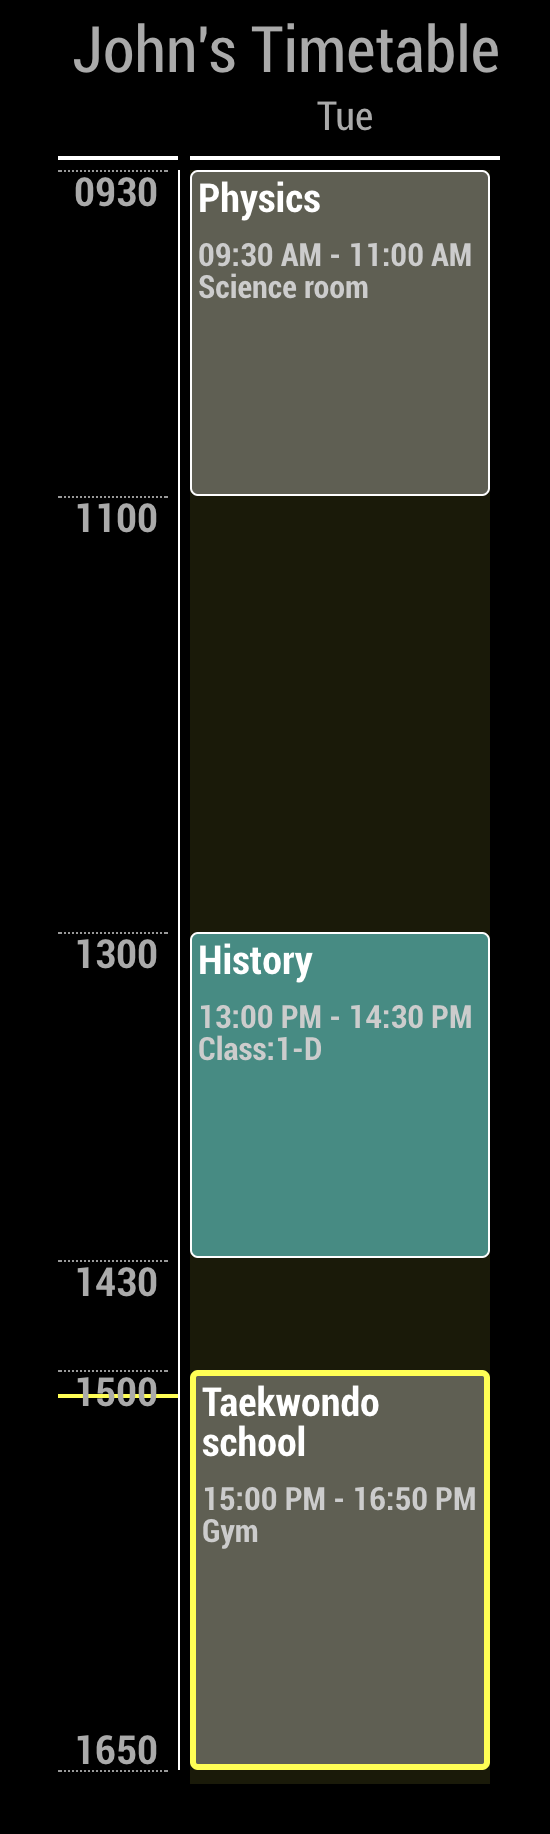 John's Timetable
Tue
0930
Physics
09:30 AM - 11:00 AM
Science room
1100
1300
History
13:00 PM - 14:30 PM
Class:1-D
1430
1500
Taekwondo
school
15:00 PM - 16:50 PM
Gym
1650